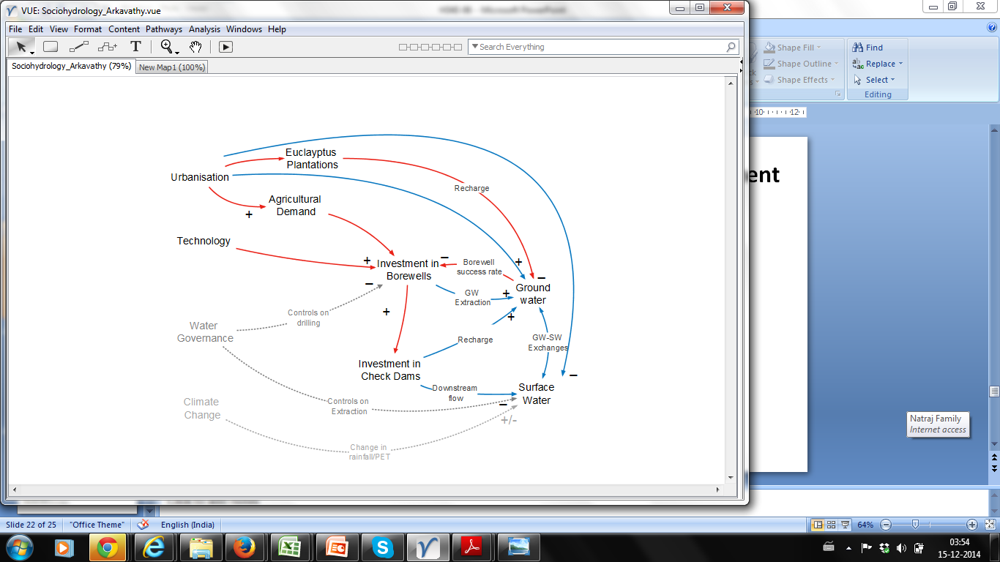 VUE: Sociohydrology_Arkavathy.vue
File Edit View Format Content Pathways Analysis Windows Help
T
Search Everything
Sociohydrology_Arkavathy (79%) New Map1 (100%)
Euclayptus
Plantations
Urbanisation
Recharge
Agricultural
Demand
+
Technology
+
Investment in
Borewells
−
Borewell
success rate
+
−
Ground
water
−
GW
Extraction
+
+
Controls on
drilling
+
Water
Governance
Recharge
GW-SW
Exchanges
Investment in
Check Dams
−
Downstream
flow
Surface
Water
Climate
Change
Controls on
Extraction
−
+/-
Change in
rainfall/PET
Shape Fill
Shape Outline
Shape Effects
Find
Replace
Select
Editing
10 12
ent
Natraj Family
Internet access
Slide 22 of 25 "Office Theme" English (India) 64%
03:54
15-12-2014